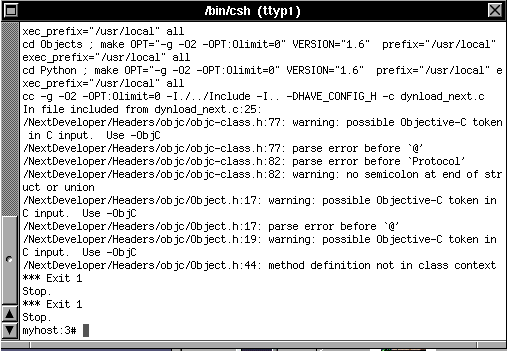 /bin/csh (ttyp1)
xec_prefix="/usr/local" all
cd Objects ; make OPT="-g -O2 -OPT:Olimit=0" VERSION="1.6"  prefix="/usr/local"
exec_prefix="/usr/local" all
cd Python ; make OPT="-g -O2 -OPT:Olimit=0" VERSION="1.6"  prefix="/usr/local" e
xec_prefix="/usr/local" all
cc -g -O2 -OPT:Olimit=0 -I./../Include -I.. -DHAVE_CONFIG_H -c dynload_next.c
In file included from dynload_next.c:25:
/NextDeveloper/Headers/objc/objc-class.h:77: warning: possible Objective-C token
 in C input.  Use -ObjC
/NextDeveloper/Headers/objc/objc-class.h:77: parse error before `@'
/NextDeveloper/Headers/objc/objc-class.h:82: parse error before `Protocol'
/NextDeveloper/Headers/objc/objc-class.h:82: warning: no semicolon at end of str
uct or union
/NextDeveloper/Headers/objc/Object.h:17: warning: possible Objective-C token in
C input.  Use -ObjC
/NextDeveloper/Headers/objc/Object.h:17: parse error before `@'
/NextDeveloper/Headers/objc/Object.h:19: warning: possible Objective-C token in
C input.  Use -ObjC
/NextDeveloper/Headers/objc/Object.h:44: method definition not in class context
*** Exit 1
Stop.
*** Exit 1
Stop.
myhost:3#